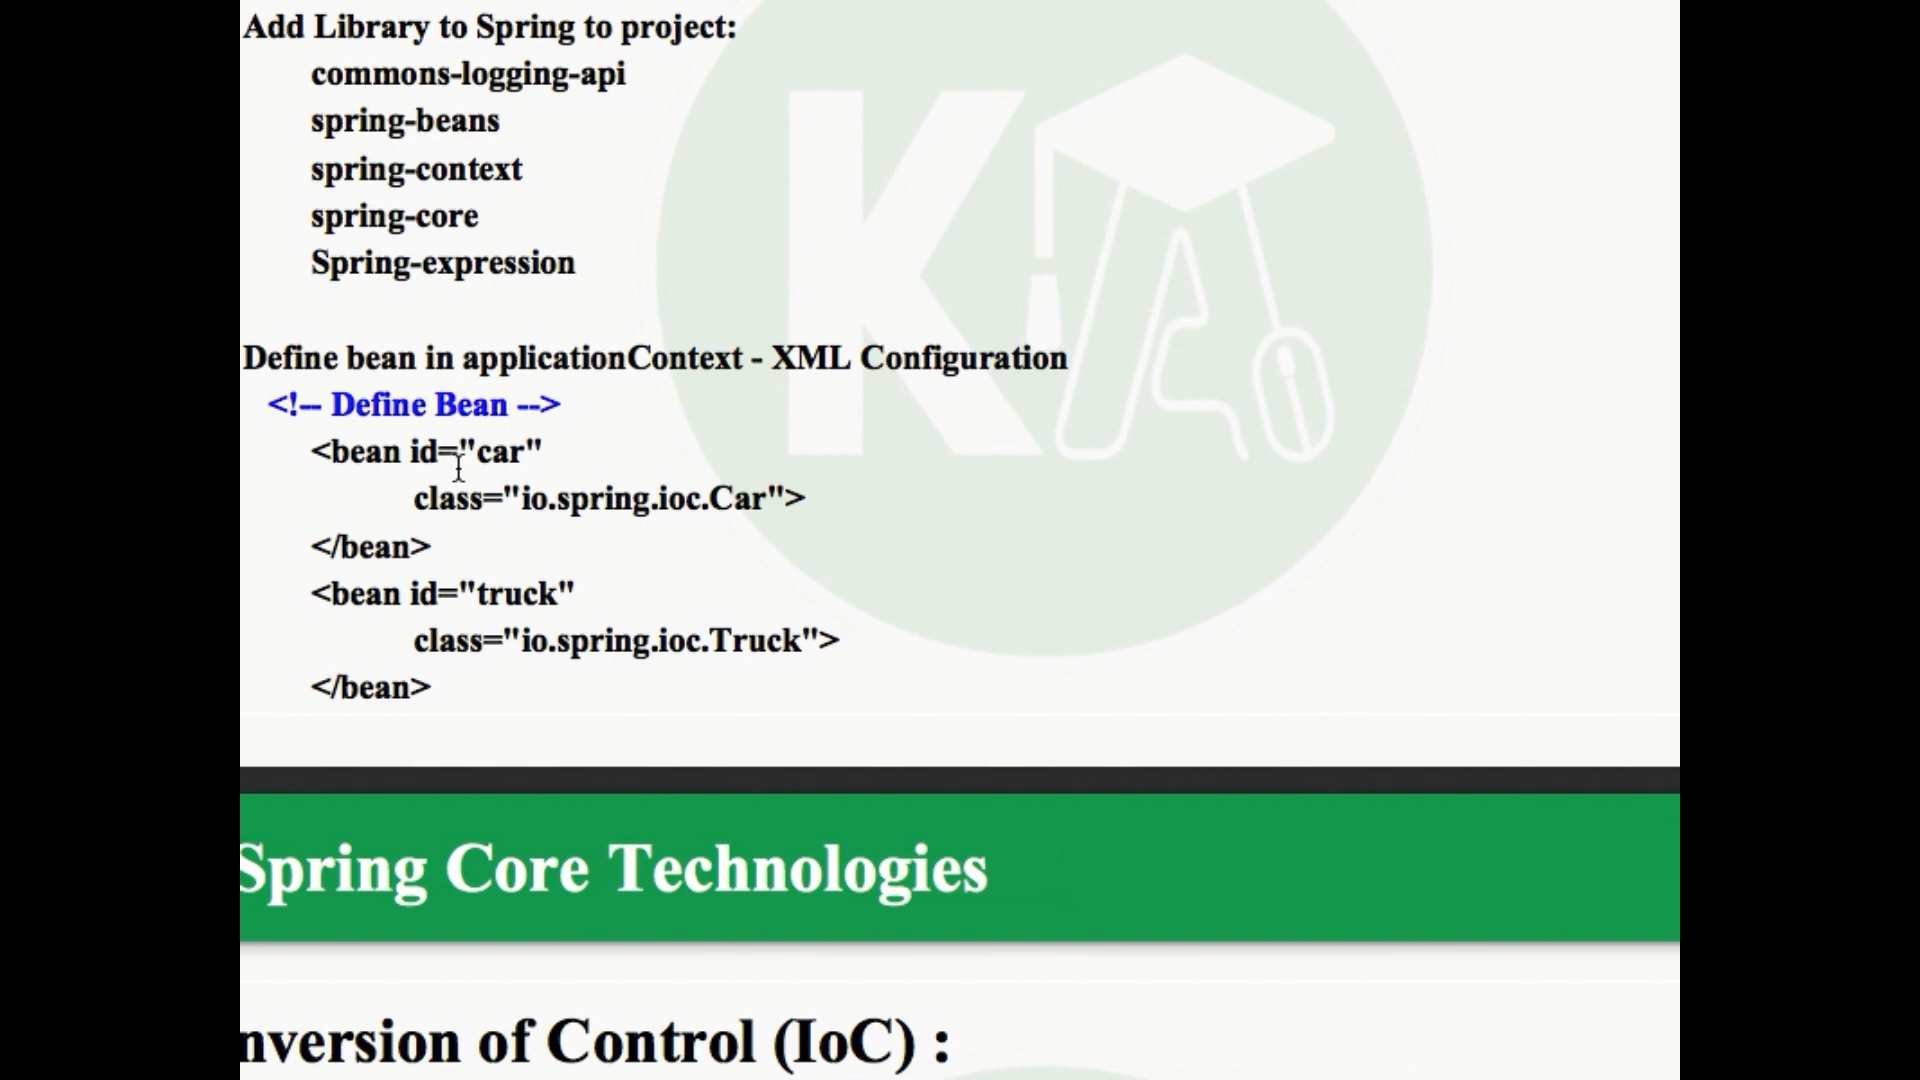 Add Library to Spring to project:
commons-logging-api
spring-beans
spring-context
spring-core
Spring-expression
Define bean in applicationContext - XML Configuration
<!-- Define Bean -->
<bean id="car"
class="io.spring.ioc.Car">
</bean>
<bean id="truck"
class="io.spring.ioc.Truck">
</bean>
KA
Spring Core Technologies
nversion of Control (IoC) :